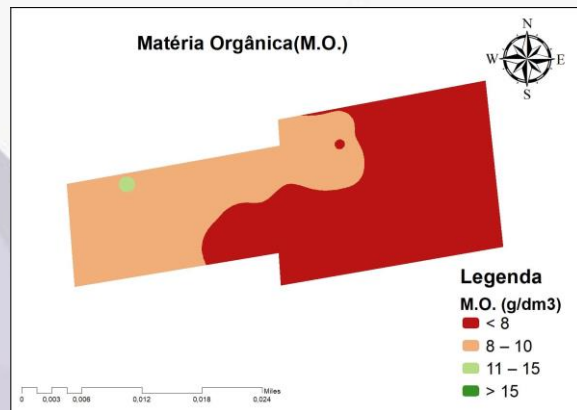 Matéria Orgânica(M.O.)
N
W E
S
Legenda
M.O. (g/dm3)
< 8
8 – 10
11 – 15
> 15
Miles
0 0,003 0,006 0,012 0,018 0,024